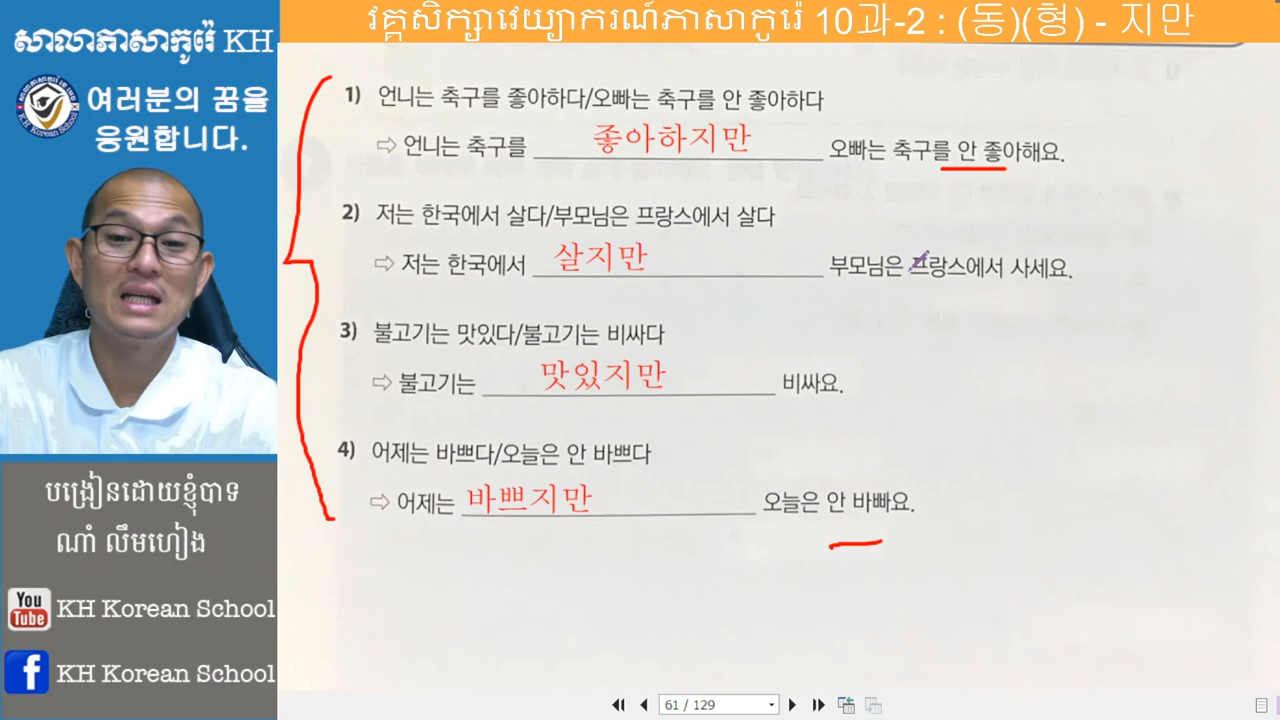 វគ្គសិក្សាវេយ្យាករណ៍ភាសាកូរ៉េ 10과-2 : (동)(형) - 지만
សាលាភាសាកូរ៉េ KH
여러분의 꿈을
응원합니다.
1) 언니는 축구를 좋아하다/오빠는 축구를 안 좋아하다
⇨ 언니는 축구를 좋아하지만 오빠는 축구를 안 좋아해요.
2) 저는 한국에서 살다/부모님은 프랑스에서 살다
⇨ 저는 한국에서 살지만 부모님은 프랑스에서 사세요.
3) 불고기는 맛있다/불고기는 비싸다
⇨ 불고기는 맛있지만 비싸요.
4) 어제는 바쁘다/오늘은 안 바쁘다
⇨ 어제는 바쁘지만 오늘은 안 바빠요.
បង្រៀនដោយខ្ញុំបាទ
ណាំ លឹមហៀង
You Tube KH Korean School
f KH Korean School
61 / 129